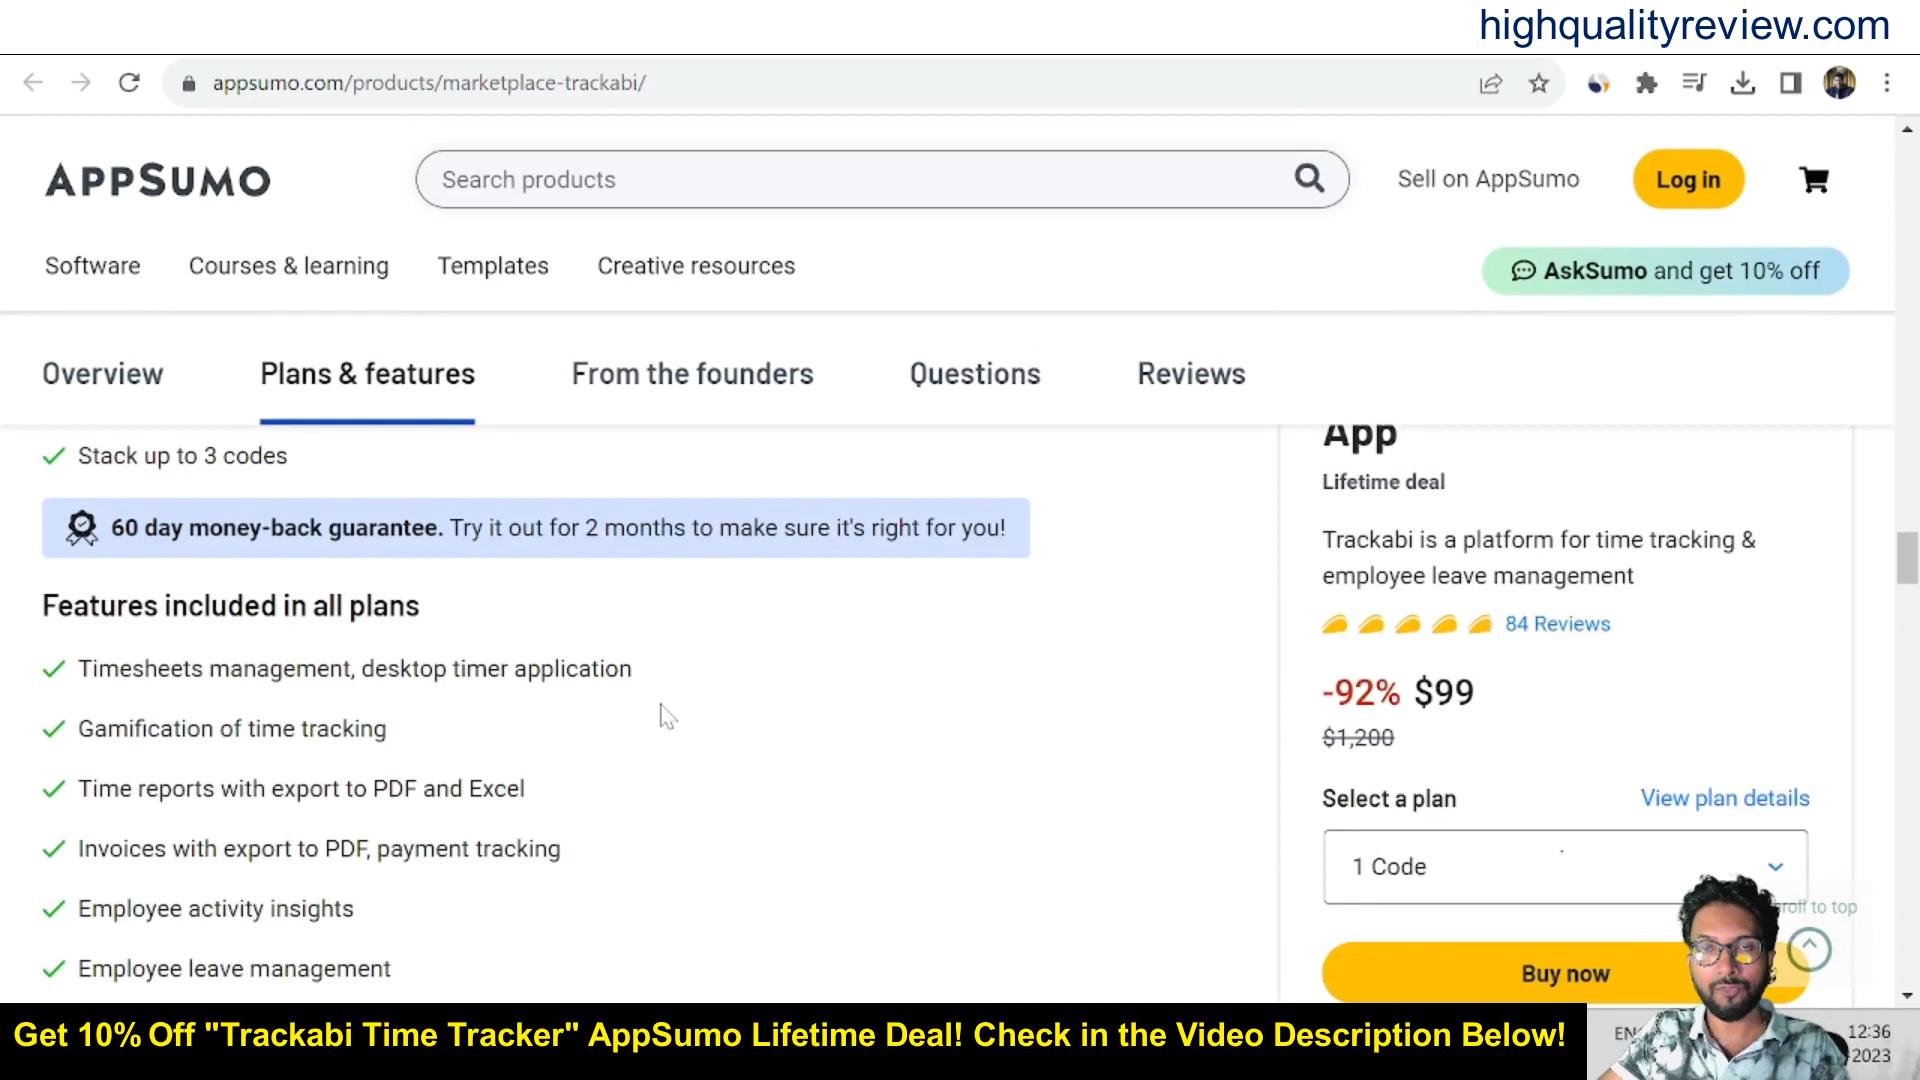 highqualityreview.com
appsumo.com/products/marketplace-trackabi/
APPSUMO
Search products
Sell on AppSumo
Log in
Software
Courses & learning
Templates
Creative resources
AskSumo and get 10% off
Overview
Plans & features
From the founders
Questions
Reviews
Stack up to 3 codes
60 day money-back guarantee. Try it out for 2 months to make sure it's right for you!
Features included in all plans
Timesheets management, desktop timer application
Gamification of time tracking
Time reports with export to PDF and Excel
Invoices with export to PDF, payment tracking
Employee activity insights
Employee leave management
App
Lifetime deal
Trackabi is a platform for time tracking &
employee leave management
84 Reviews
-92% $99
$1,200
Select a plan
View plan details
1 Code
to top
Buy now
Get 10% Off "Trackabi Time Tracker" AppSumo Lifetime Deal! Check in the Video Description Below!
12:36
-2023